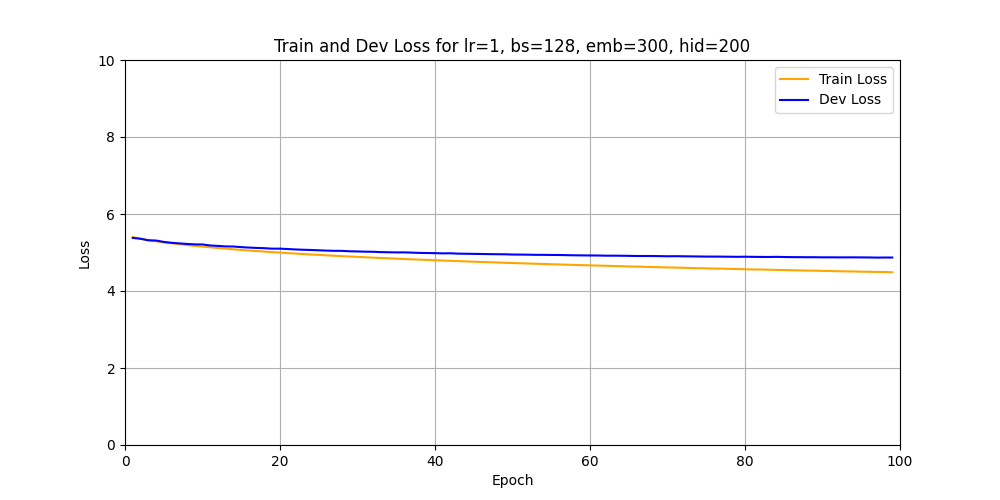 Train and Dev Loss for lr=1, bs=128, emb=300, hid=200
10
8
6
4
2
0
Loss
Train Loss
Dev Loss
0 20 40 60 80 100
Epoch